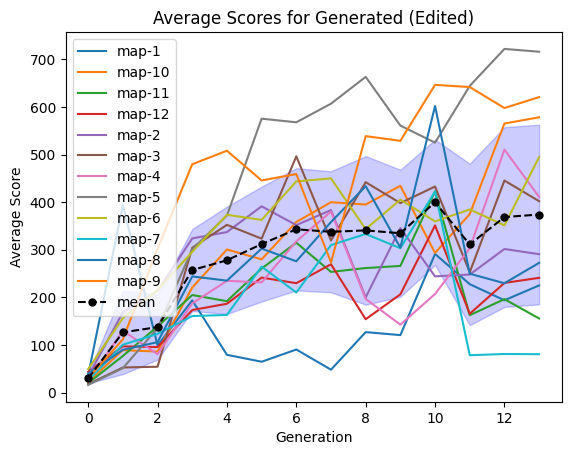 Average Scores for Generated (Edited)
map-1
map-10
map-11
map-12
map-2
map-3
map-4
map-5
map-6
map-7
map-8
map-9
mean
700
600
500
400
300
200
100
0
Average Score
0 2 4 6 8 10 12
Generation